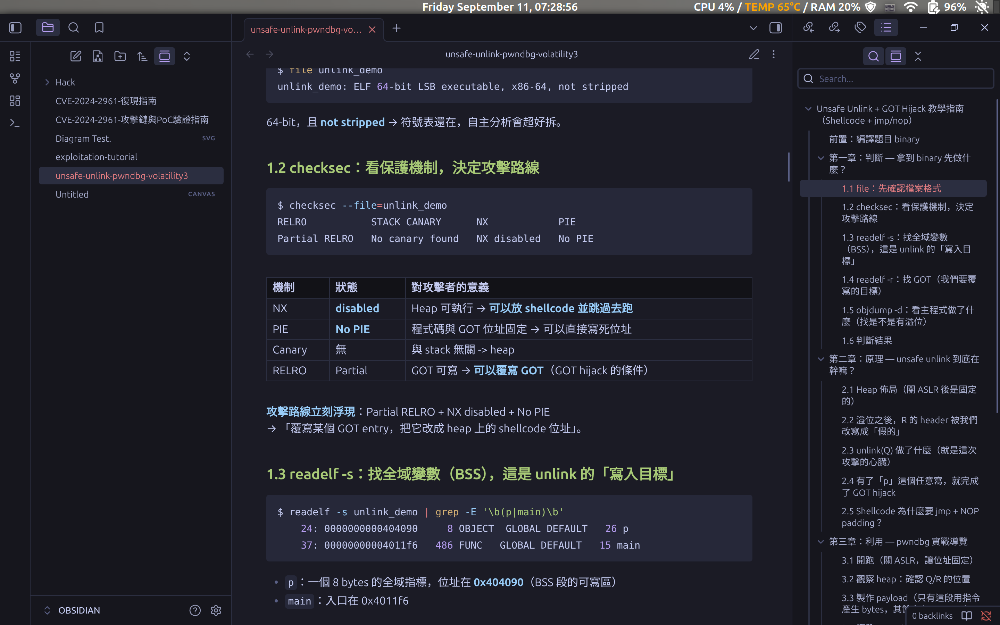 Friday September 11, 07:28:56
CPU 4% / TEMP 65°C / RAM 20%
96%
unsafe-unlink-pwndbg-vo...
unsafe-unlink-pwndbg-volatility3
Hack
CVE-2024-2961-復現指南
CVE-2024-2961-攻擊鏈與PoC驗證指南
Diagram Test. SVG
exploitation-tutorial
unsafe-unlink-pwndbg-volatility3
Untitled CANVAS
OBSIDIAN
$ file unlink_demo
unlink_demo: ELF 64-bit LSB executable, x86-64, not stripped
64-bit，且 not stripped → 符號表還在，自主分析會超好拆。
1.2 checksec：看保護機制，決定攻擊路線
$ checksec --file=unlink_demo
RELRO STACK CANARY NX PIE
Partial RELRO No canary found NX disabled No PIE
機制 狀態 對攻擊者的意義
NX disabled Heap 可執行 → 可以放 shellcode 並跳過去跑
PIE No PIE 程式碼與 GOT 位址固定 → 可以直接寫死位址
Canary 無 與 stack 無關 -> heap
RELRO Partial GOT 可寫 → 可以覆寫 GOT（GOT hijack 的條件）
攻擊路線立刻浮現：Partial RELRO + NX disabled + No PIE
→ 「覆寫某個 GOT entry，把它改成 heap 上的 shellcode 位址」。
1.3 readelf -s：找全域變數（BSS），這是 unlink 的「寫入目標」
$ readelf -s unlink_demo | grep -E '\b(p|main)\b'
24: 0000000000404090 8 OBJECT GLOBAL DEFAULT 26 p
37: 00000000004011f6 486 FUNC GLOBAL DEFAULT 15 main
• p：一個 8 bytes 的全域指標，位址在 0x404090（BSS 段的可寫區）
• main：入口在 0x4011f6
Search...
Unsafe Unlink + GOT Hijack 教學指南
（Shellcode + jmp/nop）
前置：編譯題目 binary
第一章：判斷 — 拿到 binary 先做什
麼？
1.1 file：先確認檔案格式
1.2 checksec：看保護機制，決定
攻擊路線
1.3 readelf -s：找全域變數
（BSS），這是 unlink 的「寫入目
標」
1.4 readelf -r：找 GOT（我們要覆
寫的目標）
1.5 objdump -d：看主程式做了什
麼（找是不是有溢位）
1.6 判斷結果
第二章：原理 — unsafe unlink 到底在
幹嘛？
2.1 Heap 佈局（關 ASLR 後是固定
的）
2.2 溢位之後，R 的 header 被我們
改寫成「假的」
2.3 unlink(Q) 做了什麼（就是這次
攻擊的心臟）
2.4 有了「p」這個任意寫，就完成
了 GOT hijack
2.5 Shellcode 為什麼要 jmp + NOP
padding？
第三章：利用 — pwndbg 實戰導覽
3.1 開跑（關 ASLR，讓位址固定）
3.2 觀察 heap：確認 Q/R 的位置
3.3 製作 payload（只有這段用指令
產生 bytes，其
0 backlinks